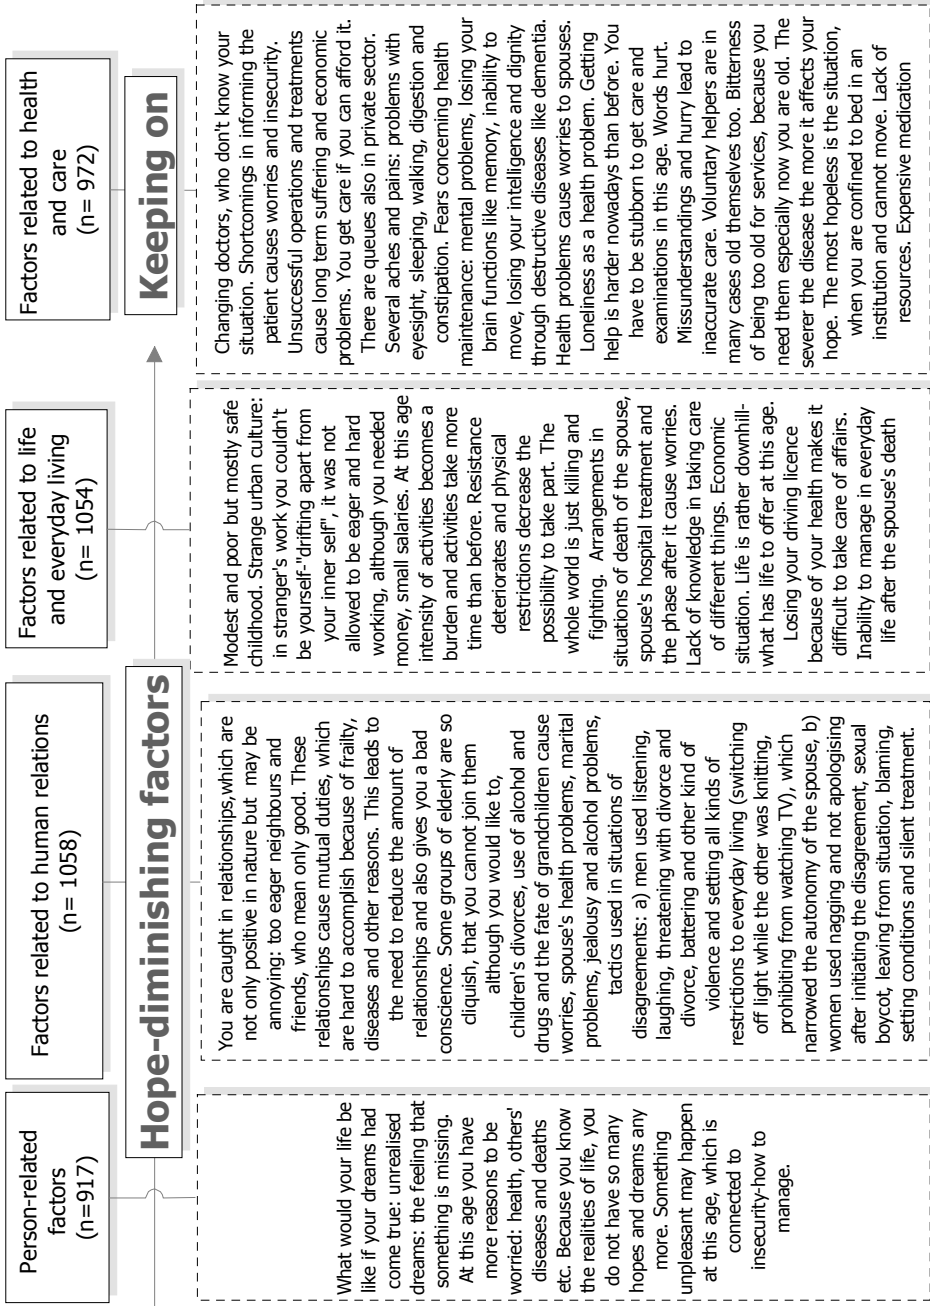 Person-related
factors
(n=917)
Factors related to human relations
(n= 1058)
Factors related to life
and everyday living
(n= 1054)
Factors related to health
and care
(n= 972)
Hope-diminishing factors
Keeping on
What would your life be
like if your dreams had
come true: unrealised
dreams: the feeling that
something is missing.
At this age you have
more reasons to be
worried: health, others'
diseases and deaths
etc. Because you know
the realities of life, you
do not have so many
hopes and dreams any
more. Something
unpleasant may happen
at this age, which is
connected to
insecurity-how to
manage.
You are caught in relationships,which are
not only positive in nature but may be
annoying: too eager neighbours and
friends, who mean only good. These
relationships cause mutual duties, which
are hard to accomplish because of frailty,
diseases and other reasons. This leads to
the need to reduce the amount of
relationships and also gives you a bad
conscience. Some groups of elderly are so
cliquish, that you cannot join them
although you would like to,
children's divorces, use of alcohol and
drugs and the fate of grandchildren cause
worries, spouse's health problems, marital
problems, jealousy and alcohol problems,
tactics used in situations of
disagreements: a) men used listening,
laughing, threatening with divorce and
divorce, battering and other kind of
violence and setting all kinds of
restrictions to everyday living (switching
off light while the other was knitting,
prohibiting from watching TV), which
narrowed the autonomy of the spouse, b)
women used nagging and not apologising
after initiating the disagreement, sexual
boycot, leaving from situation, blaming,
setting conditions and silent treatment.
Modest and poor but mostly safe
childhood. Strange urban culture:
in stranger's work you couldn't
be yourself-"drifting apart from
your inner self", it was not
allowed to be eager and hard
working, although you needed
money, small salaries. At this age
intensity of activities becomes a
burden and activities take more
time than before. Resistance
deteriorates and physical
restrictions decrease the
possibility to take part. The
whole world is just killing and
fighting. Arrangements in
situations of death of the spouse,
spouse's hospital treatment and
the phase after it cause worries.
Lack of knowledge in taking care
of different things. Economic
situation. Life is rather downhill-
what has life to offer at this age.
Losing your driving licence
because of your health makes it
difficult to take care of affairs.
Inability to manage in everyday
life after the spouse's death
Changing doctors, who don't know your
situation. Shortcomings in informing the
patient causes worries and insecurity.
Unsuccessful operations and treatments
cause long term suffering and economic
problems. You get care if you can afford it.
There are queues also in private sector.
Several aches and pains: problems with
eyesight, sleeping, walking, digestion and
constipation. Fears concerning health
maintenance: mental problems, losing your
brain functions like memory, inability to
move, losing your intelligence and dignity
through destructive diseases like dementia.
Health problems cause worries to spouses.
Loneliness as a health problem. Getting
help is harder nowadays than before. You
have to be stubborn to get care and
examinations in this age. Words hurt.
Misunderstandings and hurry lead to
inaccurate care. Voluntary helpers are in
many cases old themselves too. Bitterness
of being too old for services, because you
need them especially now you are old. The
severer the disease the more it affects your
hope. The most hopeless is the situation,
when you are confined to bed in an
institution and cannot move. Lack of
resources. Expensive medication